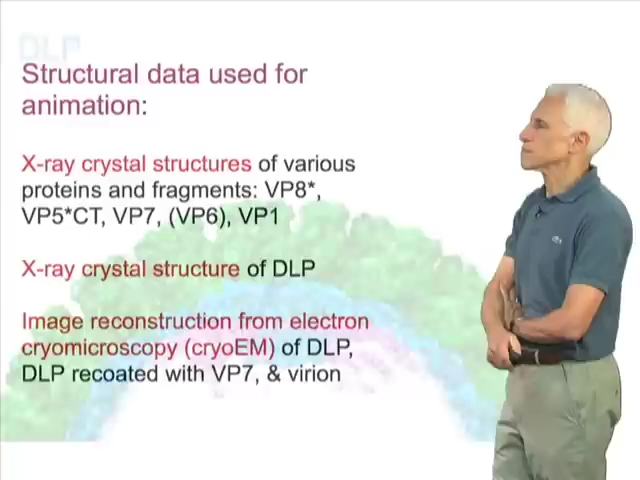 DLP
Structural data used for
animation:
X-ray crystal structures of various
proteins and fragments: VP8*,
VP5*CT, VP7, (VP6), VP1
X-ray crystal structure of DLP
Image reconstruction from electron
cryomicroscopy (cryoEM) of DLP,
DLP recoated with VP7, & virion